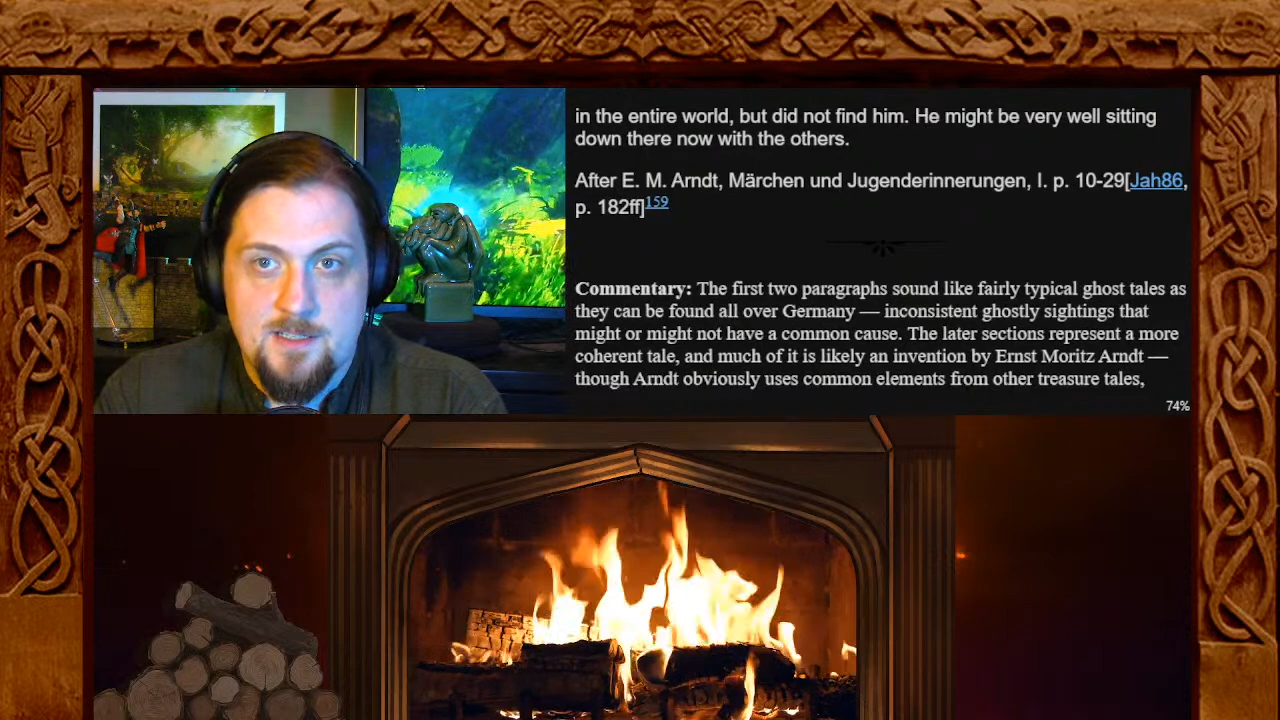 in the entire world, but did not find him. He might be very well sitting
down there now with the others.
After E. M. Arndt, Märchen und Jugenderinnerungen, I. p. 10-29[Jah86,
p. 182ff]159
Commentary: The first two paragraphs sound like fairly typical ghost tales as
they can be found all over Germany — inconsistent ghostly sightings that
might or might not have a common cause. The later sections represent a more
coherent tale, and much of it is likely an invention by Ernst Moritz Arndt —
though Arndt obviously uses common elements from other treasure tales,
74%